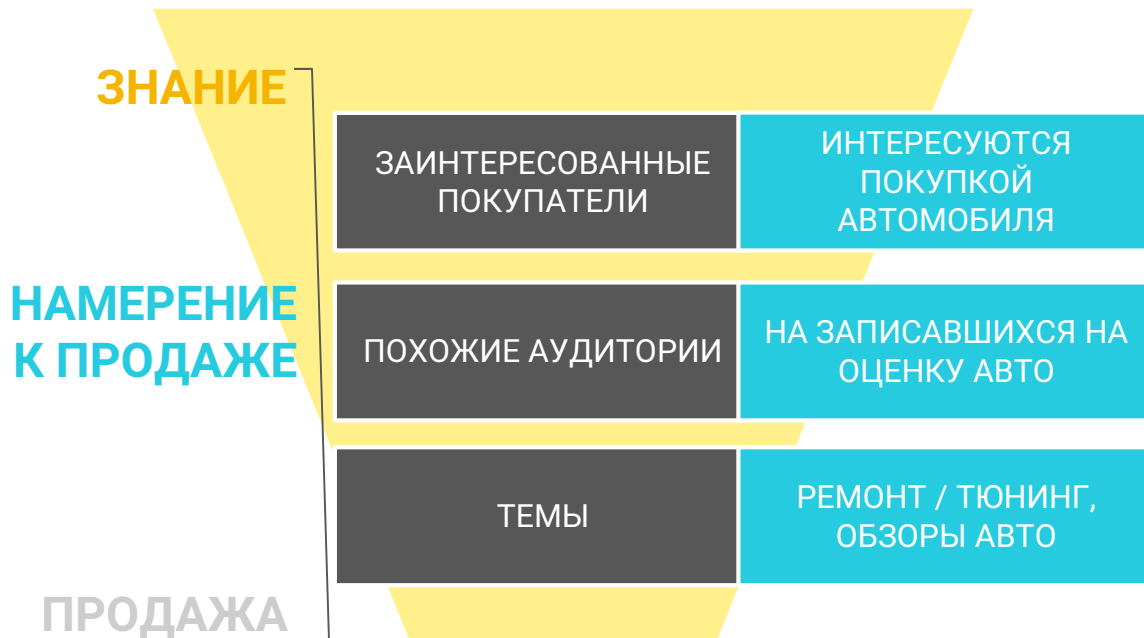 ЗНАНИЕ
ЗАИНТЕРЕСОВАННЫЕ
ПОКУПАТЕЛИ
ИНТЕРЕСУЮТСЯ
ПОКУПКОЙ
АВТОМОБИЛЯ
НАМЕРЕНИЕ
К ПРОДАЖЕ
ПОХОЖИЕ АУДИТОРИИ
НА ЗАПИСАВШИХСЯ НА
ОЦЕНКУ АВТО
ТЕМЫ
РЕМОНТ / ТЮНИНГ,
ОБЗОРЫ АВТО
ПРОДАЖА